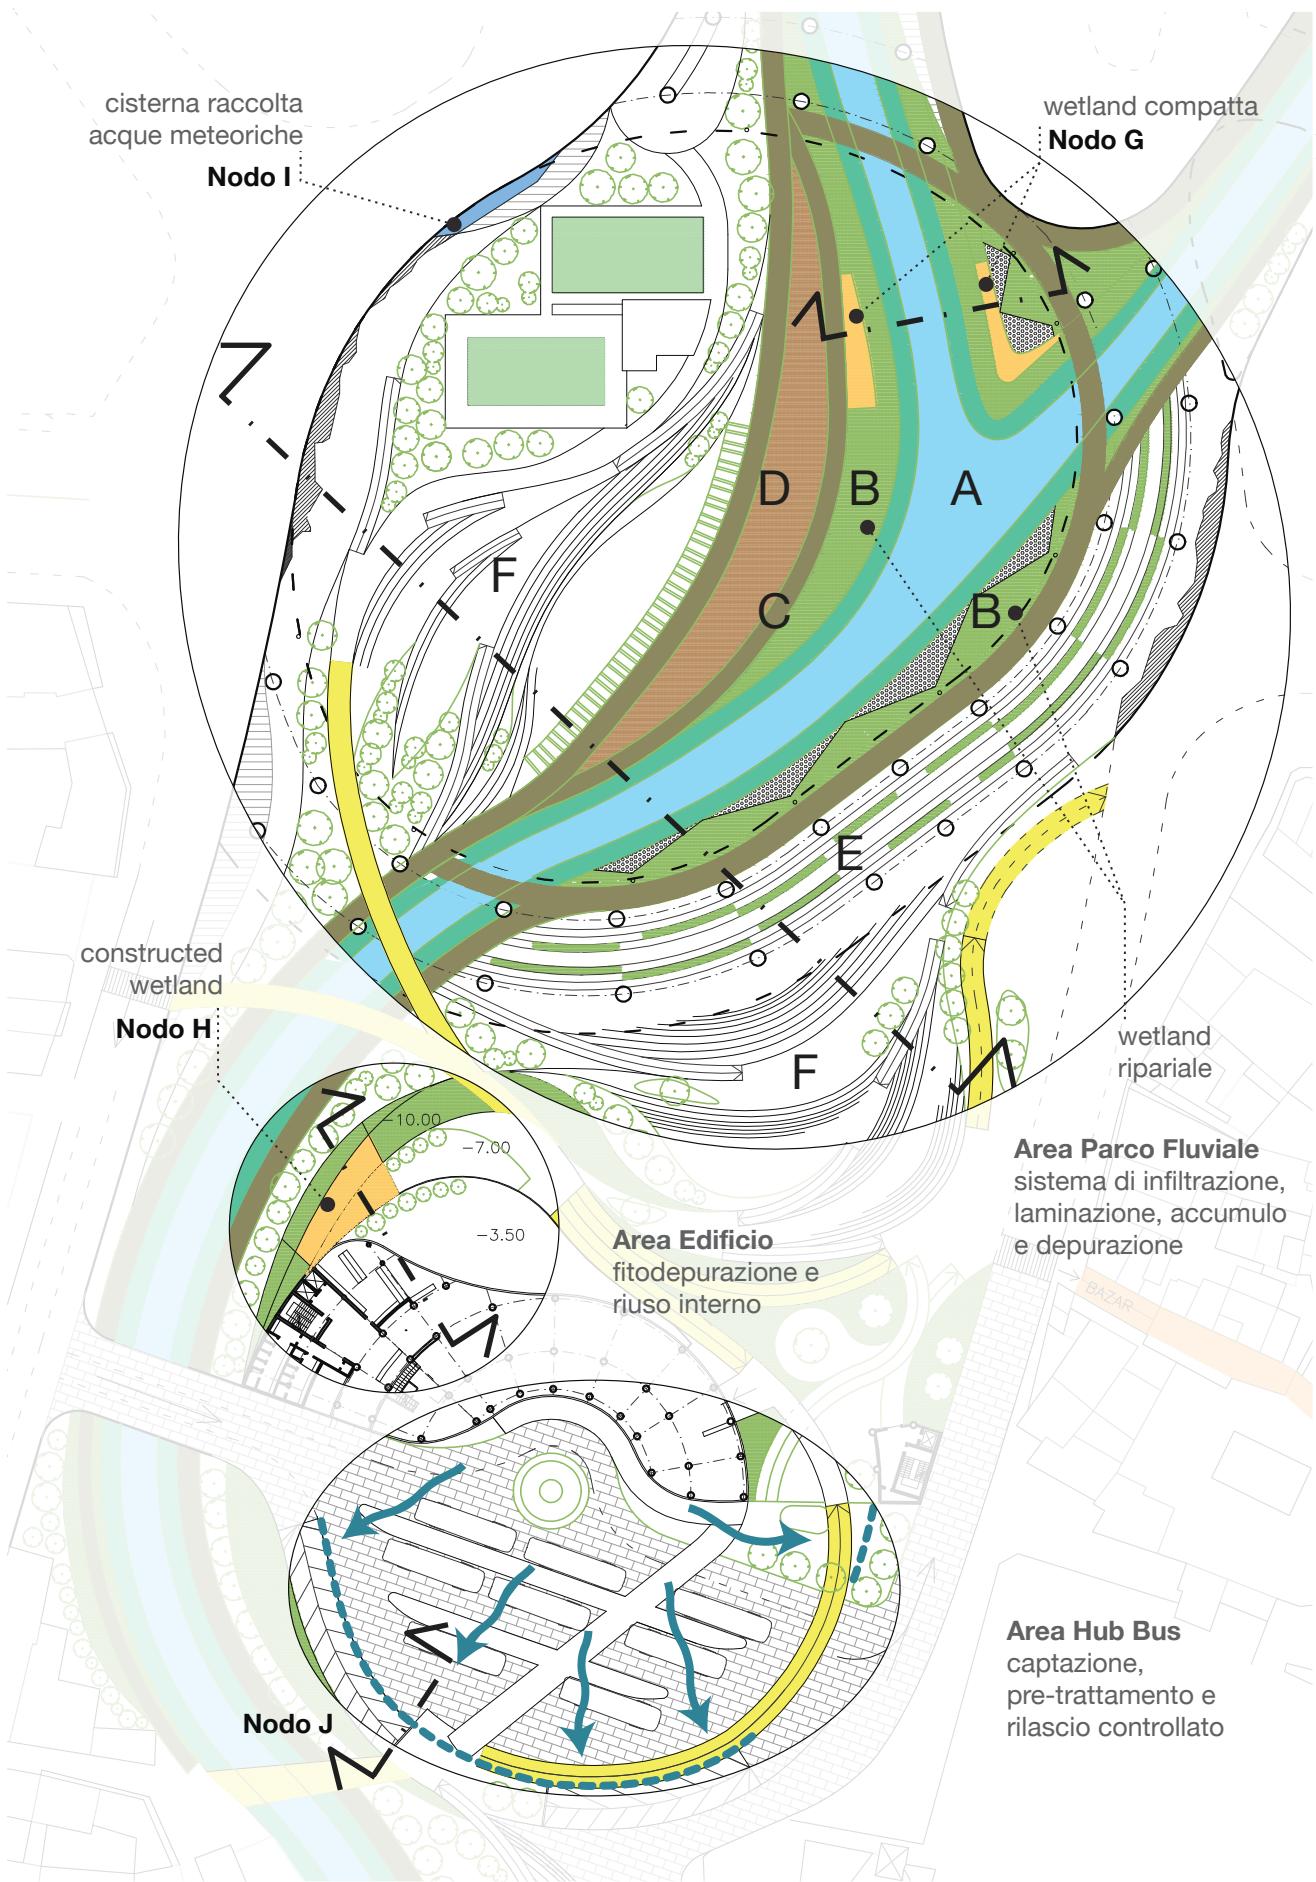 cisterna raccolta
acque meteoriche
Nodo I
wetland compatta
Nodo G
D
B
A
F
C
B
E
F
constructed
wetland
Nodo H
wetland
ripariale
-10.00
-7.00
-3.50
Area Parco Fluviale
sistema di infiltrazione,
laminazione, accumulo
e depurazione
Area Edificio
fitodepurazione e
riuso interno
BAZAR
Area Hub Bus
captazione,
pre-trattamento e
rilascio controllato
Nodo J